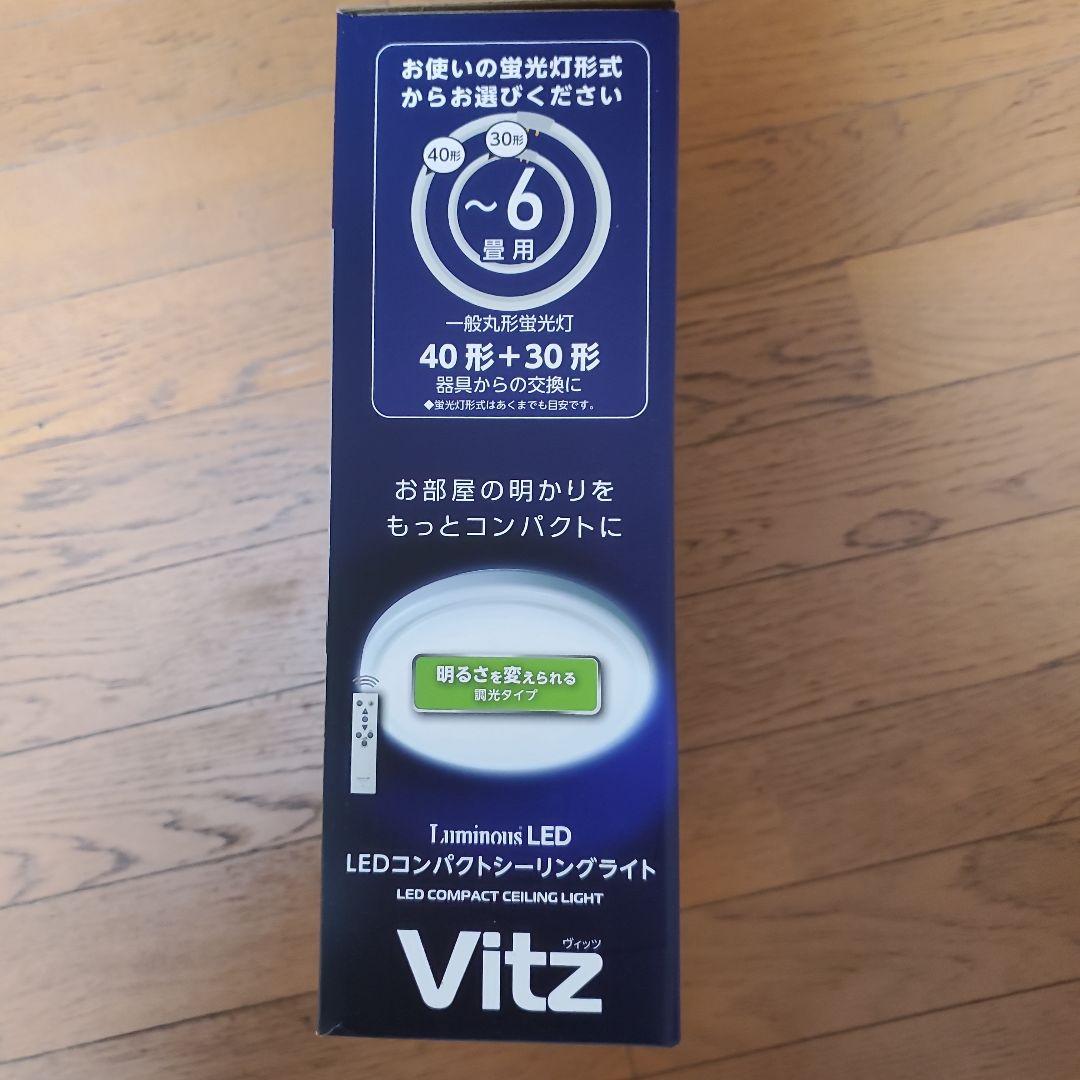 お使いの蛍光灯形式
からお選びください
30形
40形
～6
畳用
一般丸形蛍光灯
40形＋30形
器具からの交換に
◆蛍光灯形式はあくまでも目安です。
お部屋の明かりを
もっとコンパクトに
明るさを変えられる
調光タイプ
Luminous LED
LEDコンパクトシーリングライト
LED COMPACT CEILING LIGHT
ヴィッツ
Vitz